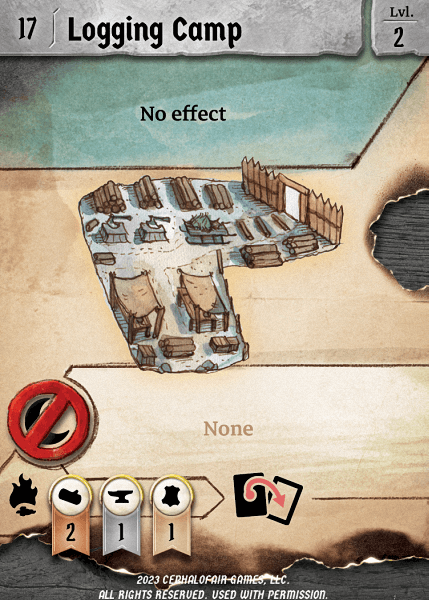 17 Logging Camp
Lvl.
2
No effect
None
2 1 1
2023 CEPHALOFAIR GAMES, LLC.
ALL RIGHTS RESERVED. USED WITH PERMISSION.